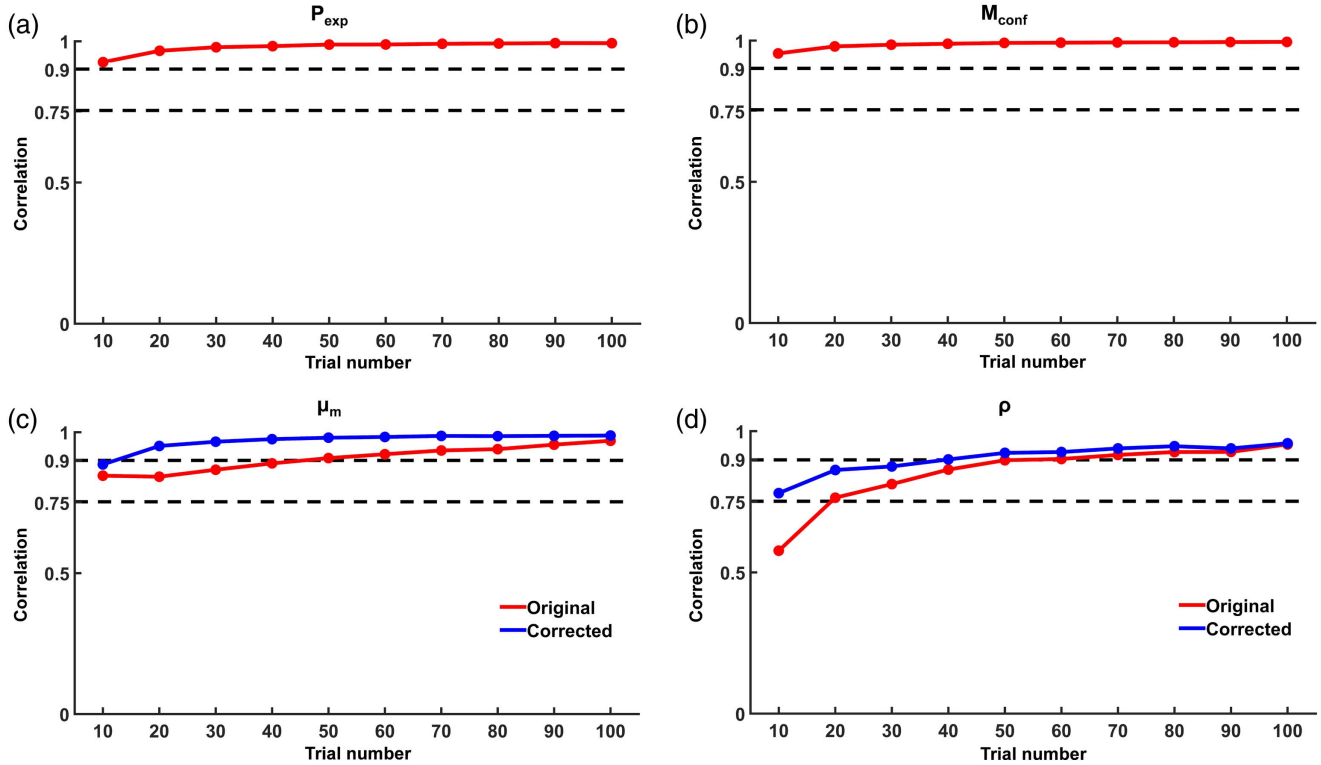 (a)
P_exp
1
0.9
0.75
0.5
0
Correlation
10 20 30 40 50 60 70 80 90 100
Trial number
(b)
M_conf
1
0.9
0.75
0.5
0
Correlation
10 20 30 40 50 60 70 80 90 100
Trial number
(c)
μ_m
1
0.9
0.75
0.5
0
Correlation
Original
Corrected
10 20 30 40 50 60 70 80 90 100
Trial number
(d)
ρ
1
0.9
0.75
0.5
0
Correlation
Original
Corrected
10 20 30 40 50 60 70 80 90 100
Trial number